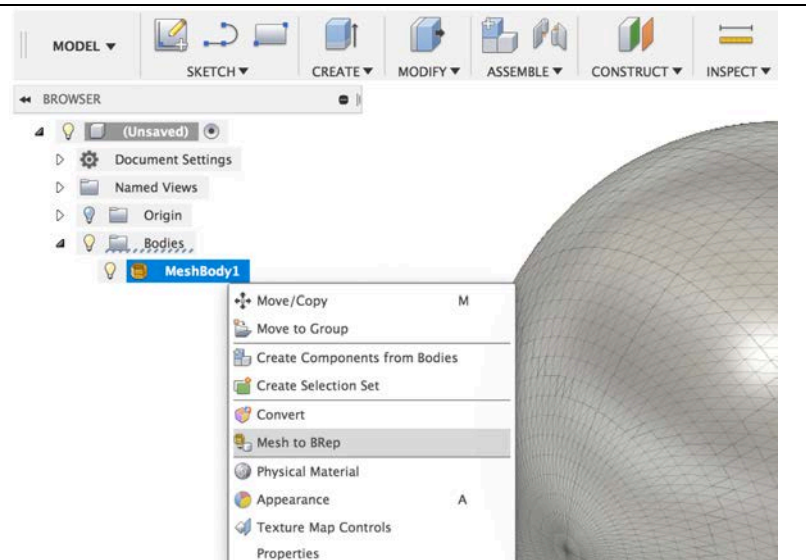 MODEL ▼
SKETCH ▼ CREATE ▼ MODIFY ▼ ASSEMBLE ▼ CONSTRUCT ▼ INSPECT ▼
BROWSER
(Unsaved)
Document Settings
Named Views
Origin
Bodies
MeshBody1
Move/Copy M
Move to Group
Create Components from Bodies
Create Selection Set
Convert
Mesh to BRep
Physical Material
Appearance A
Texture Map Controls
Properties